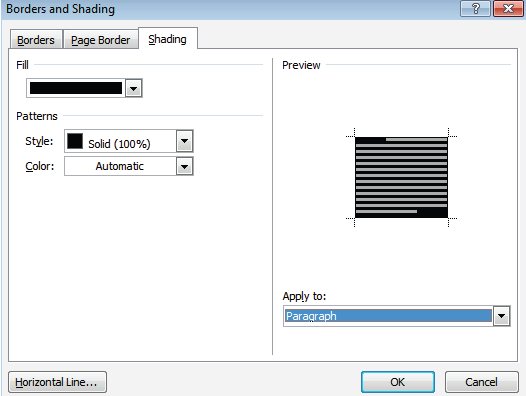 Borders and Shading
?
Borders
Page Border
Shading
Fill
Preview
Patterns
Style:
Solid (100%)
Color:
Automatic
Apply to:
Paragraph
Horizontal Line...
OK
Cancel